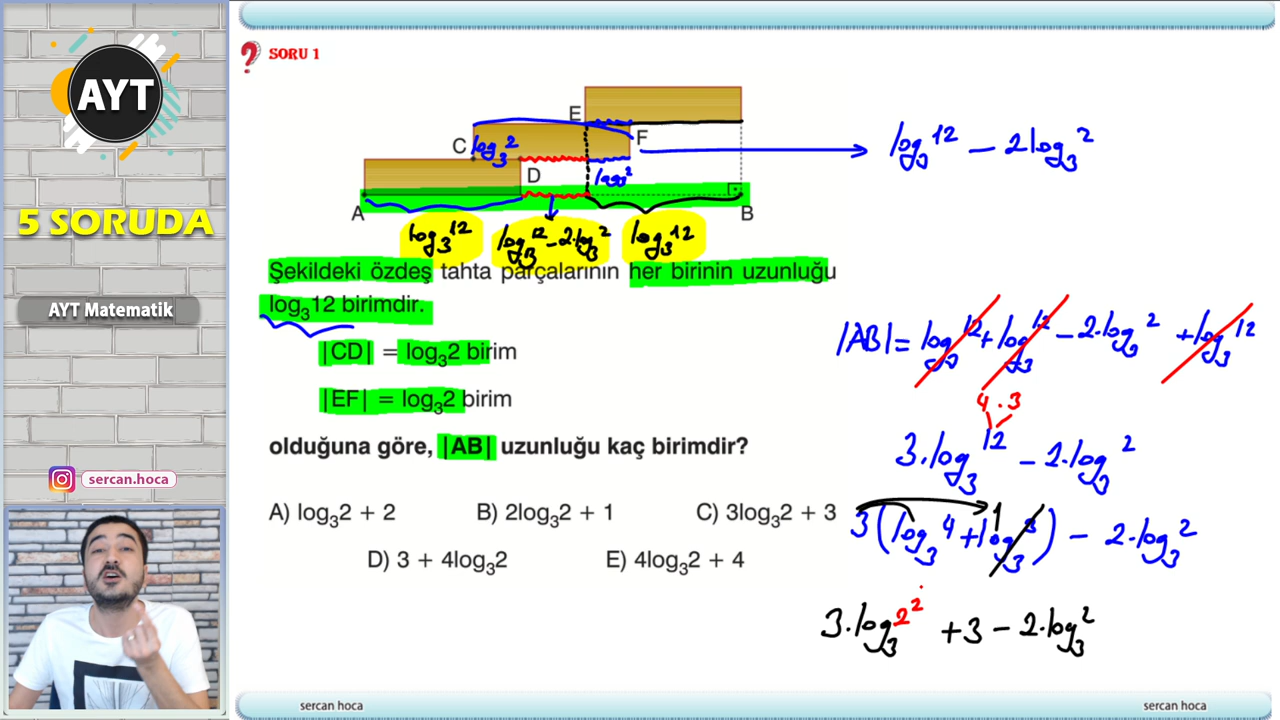 AYT
5 SORUDA
AYT Matematik
sercan.hoca
SORU 1
E
C log₃2 F
D log₃2
A B
log₃12 log₃12 - 2·log₃2 log₃12
log₃12 - 2log₃2
Şekildeki özdeş tahta parçalarının her birinin uzunluğu
log₃12 birimdir.
|CD| = log₃2 birim
|EF| = log₃2 birim
olduğuna göre, |AB| uzunluğu kaç birimdir?
A) log₃2 + 2 B) 2log₃2 + 1 C) 3log₃2 + 3
D) 3 + 4log₃2 E) 4log₃2 + 4
|AB| = log₃12 + log₃12 - 2·log₃2 + log₃12
4·3
3·log₃12 - 2·log₃2
1
3(log₃4 + log₃3) - 2·log₃2
3·log₃2² + 3 - 2·log₃2
sercan hoca sercan hoca